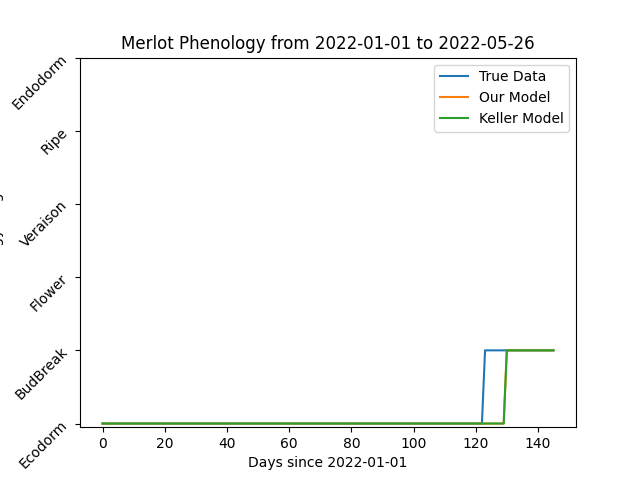 Merlot Phenology from 2022-01-01 to 2022-05-26
True Data
Our Model
Keller Model
Endodorm
Ripe
Veraison
Flower
BudBreak
Ecodorm
0 20 40 60 80 100 120 140
Days since 2022-01-01